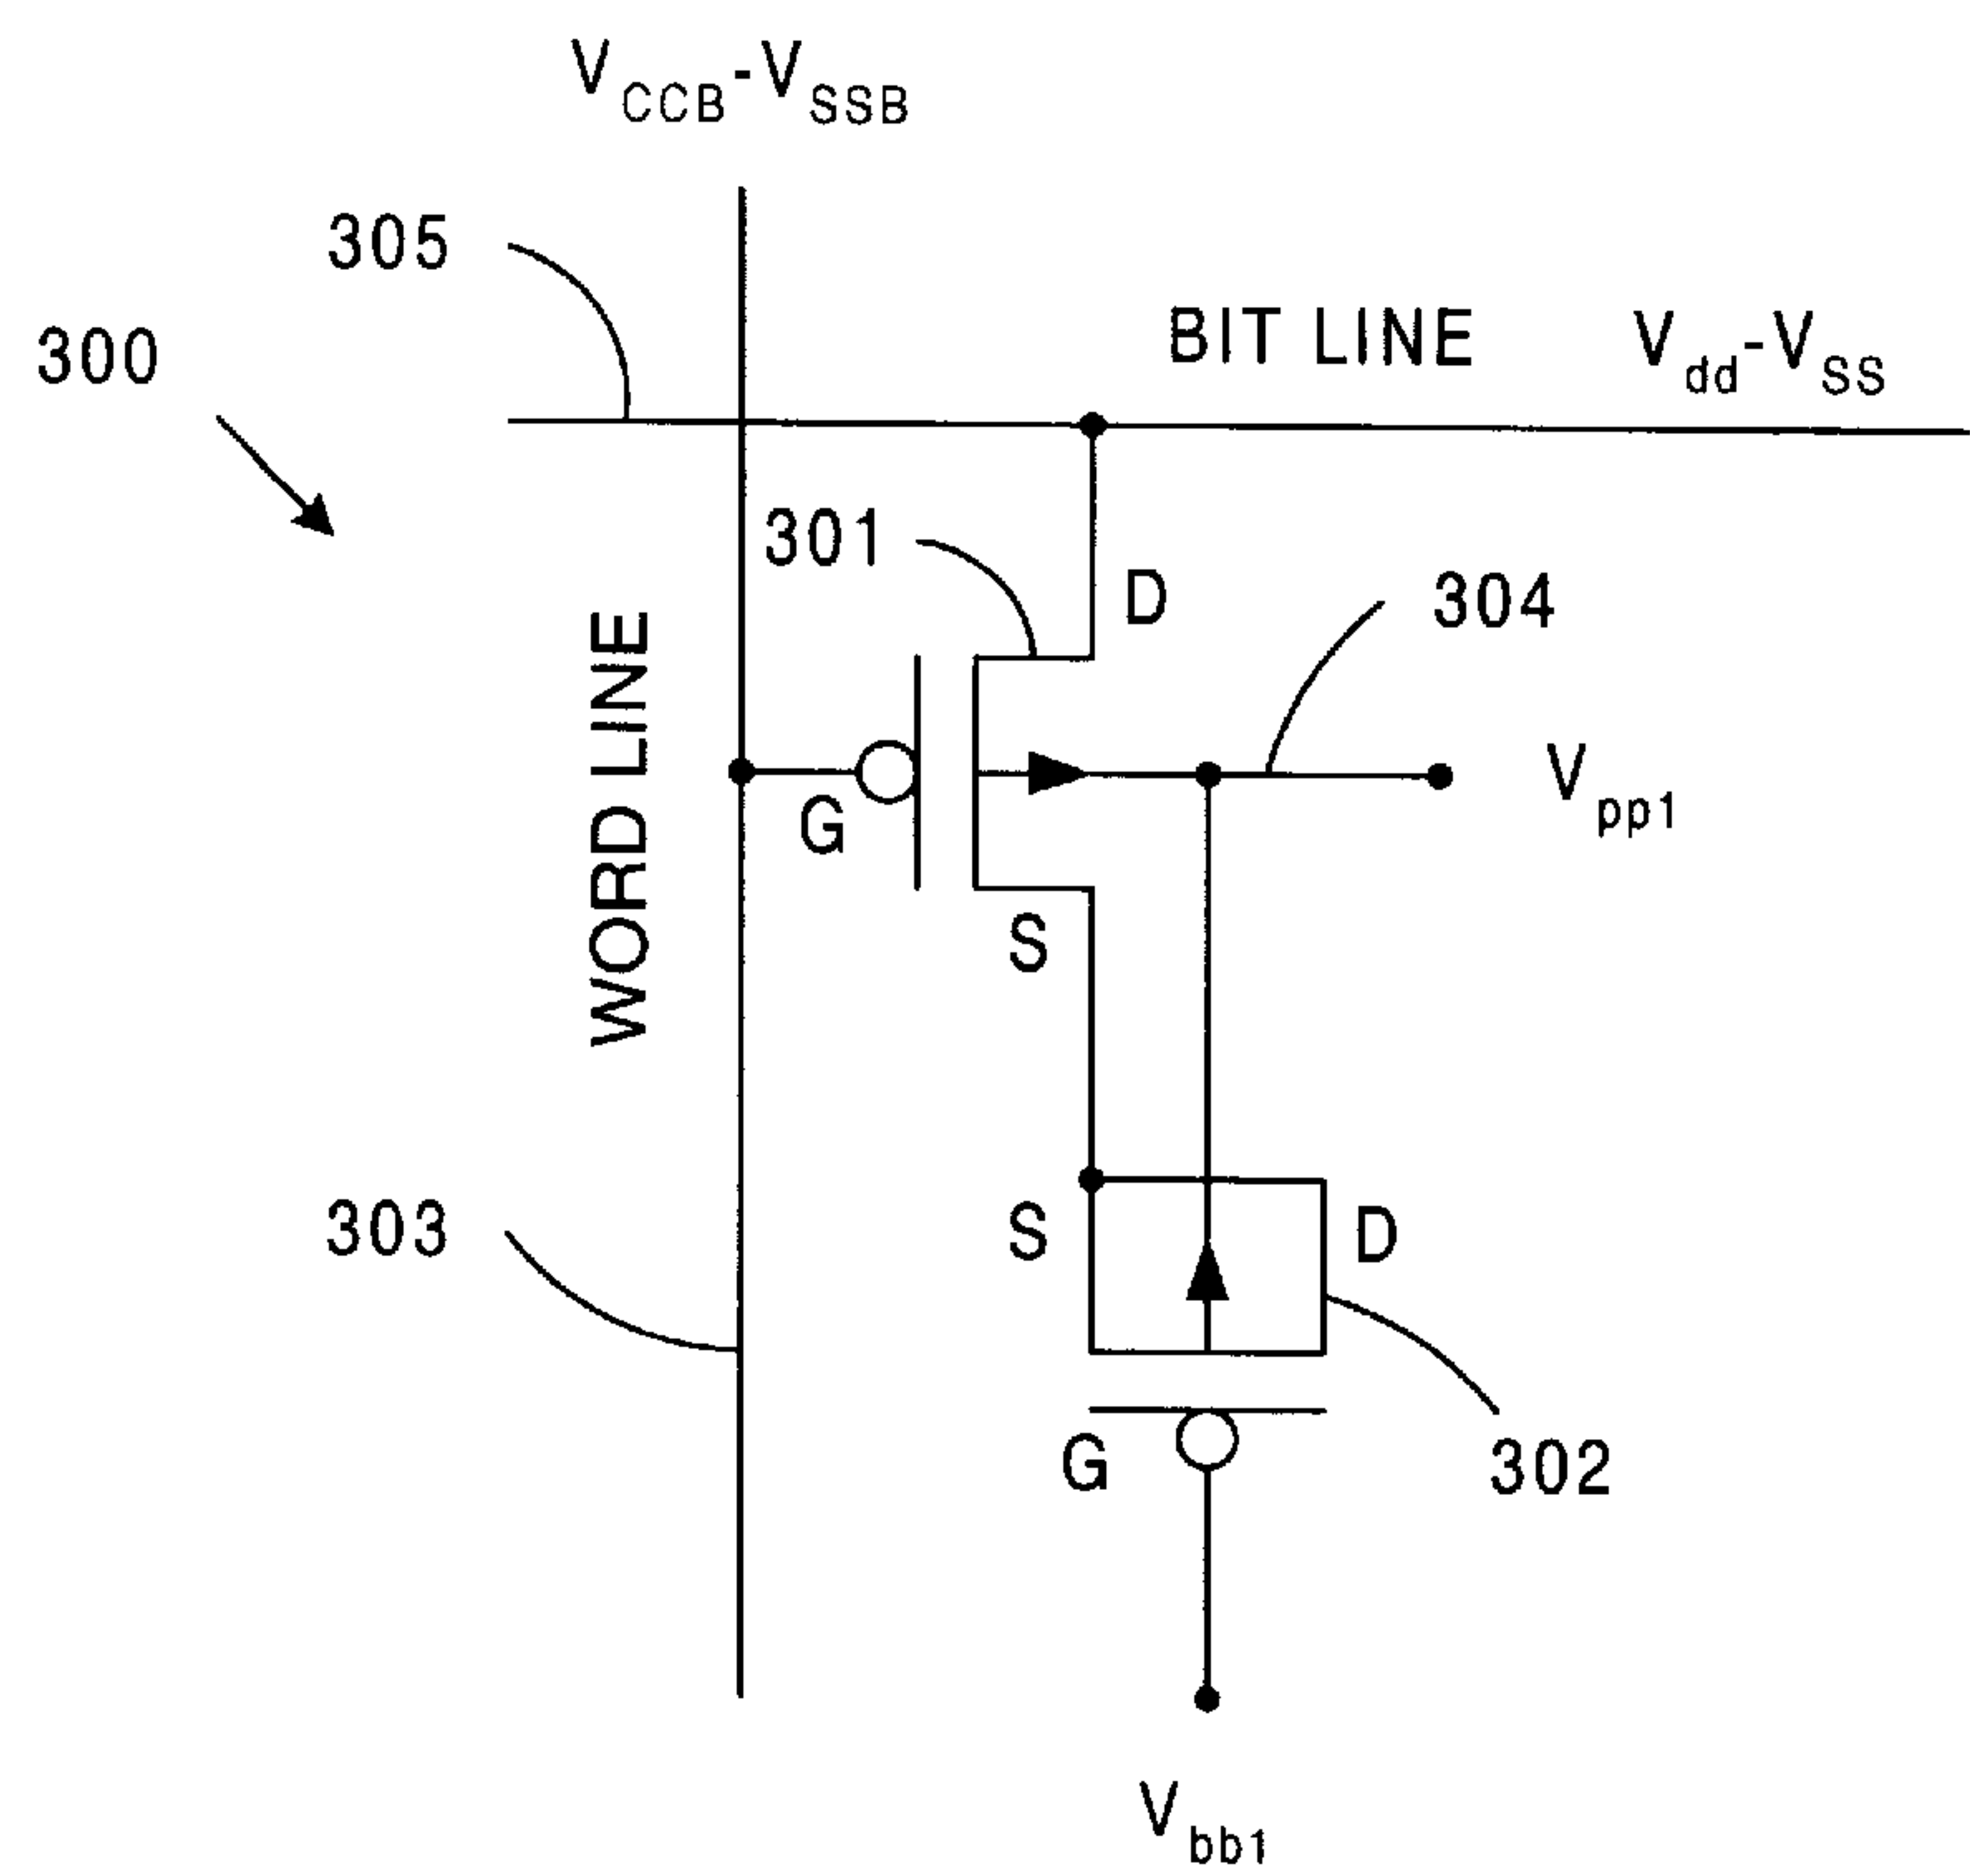 V_CCB-V_SSB
305
300
BIT LINE V_dd-V_SS
301
D
304
WORD LINE
G
V_pp1
S
303
S
D
G
302
V_bb1